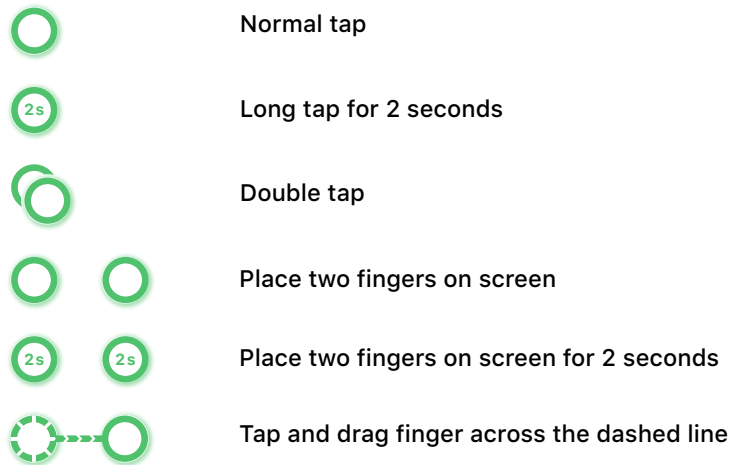 Normal tap
2s Long tap for 2 seconds
Double tap
Place two fingers on screen
2s 2s Place two fingers on screen for 2 seconds
Tap and drag finger across the dashed line